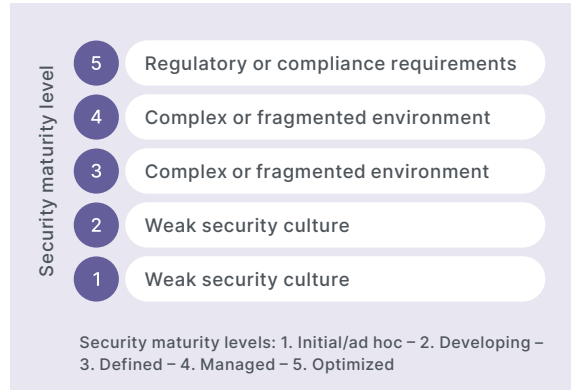 Security maturity level
5 Regulatory or compliance requirements
4 Complex or fragmented environment
3 Complex or fragmented environment
2 Weak security culture
1 Weak security culture
Security maturity levels: 1. Initial/ad hoc – 2. Developing –
3. Defined – 4. Managed – 5. Optimized